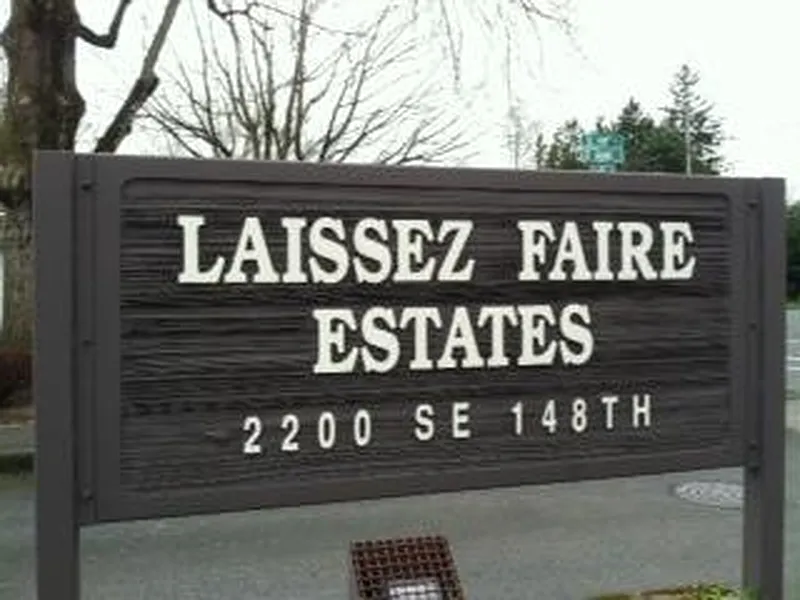 LAISSEZ FAIRE
ESTATES
2200 SE 148TH